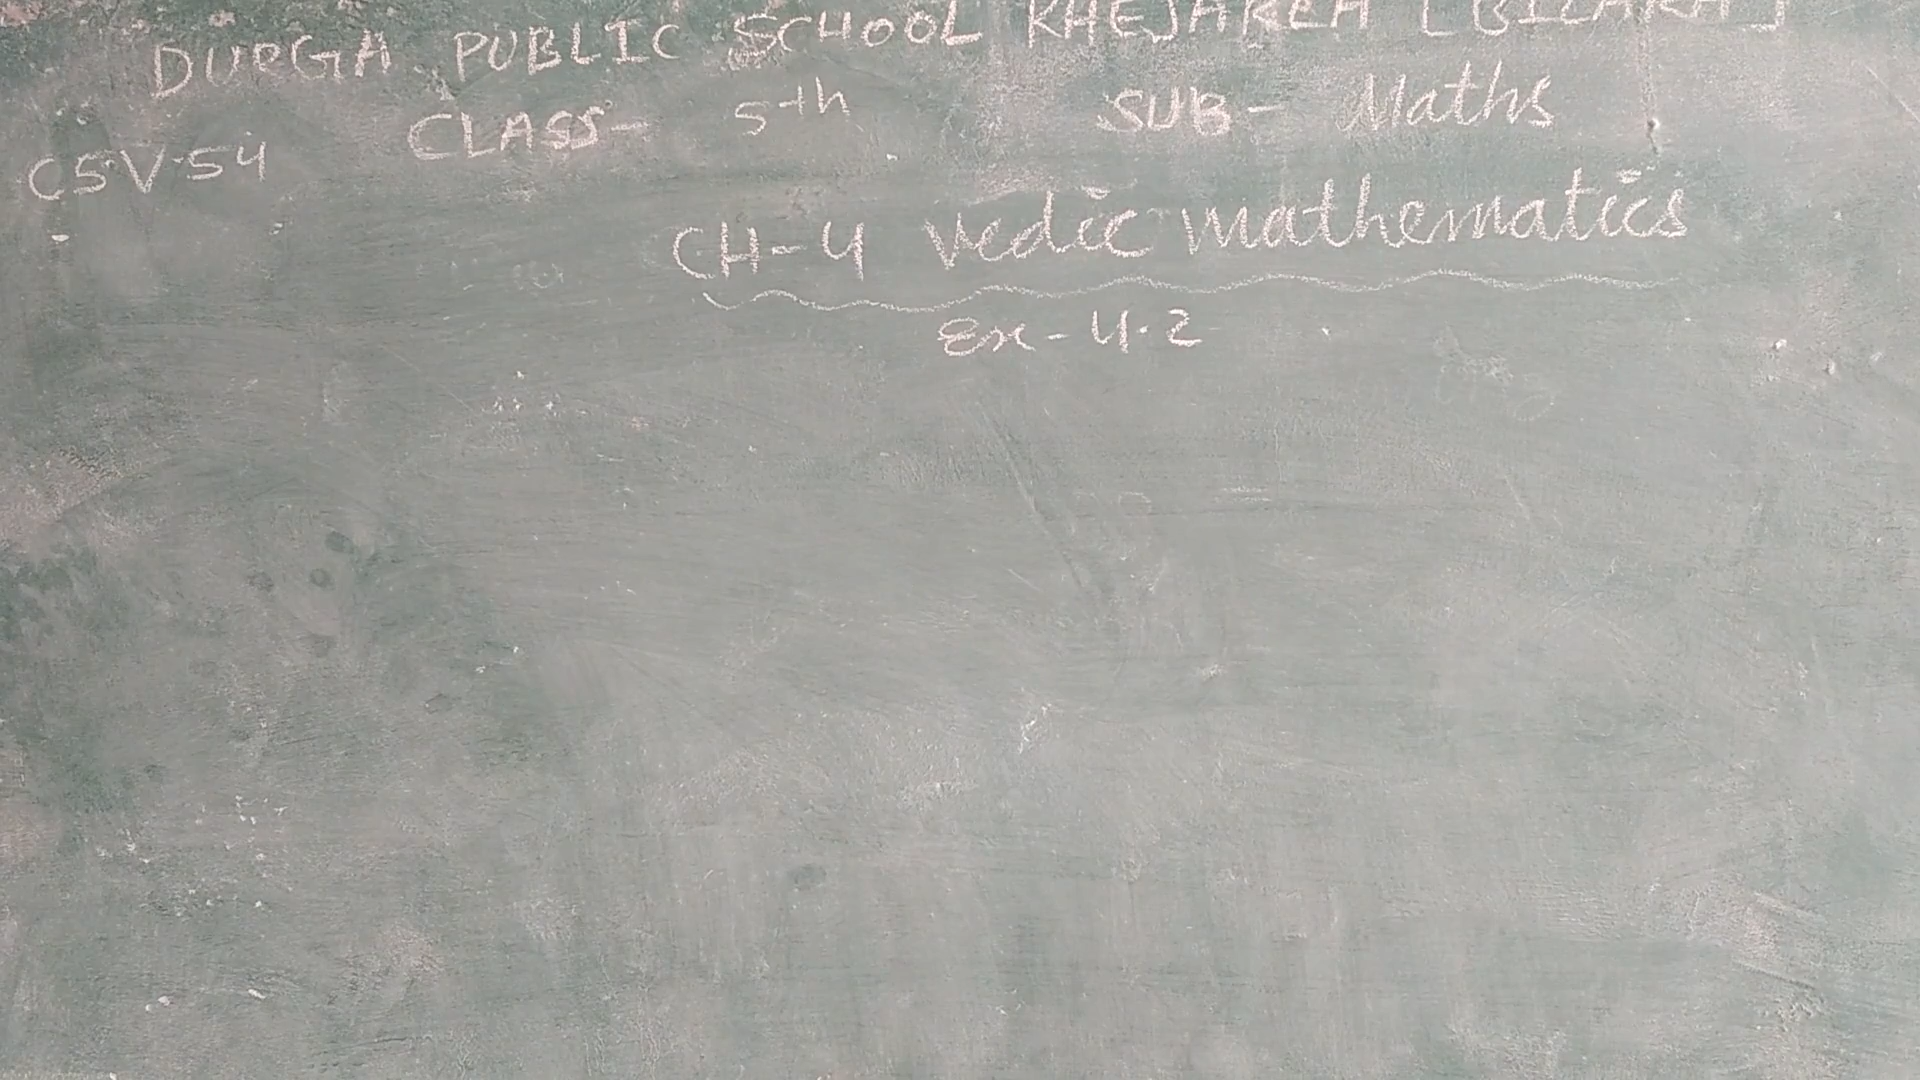 DURGA PUBLIC SCHOOL KHEJARLA [BILARA]
CSV-54 CLASS- 5th SUB- Maths
CH-4 Vedic mathematics
Ex-4.2